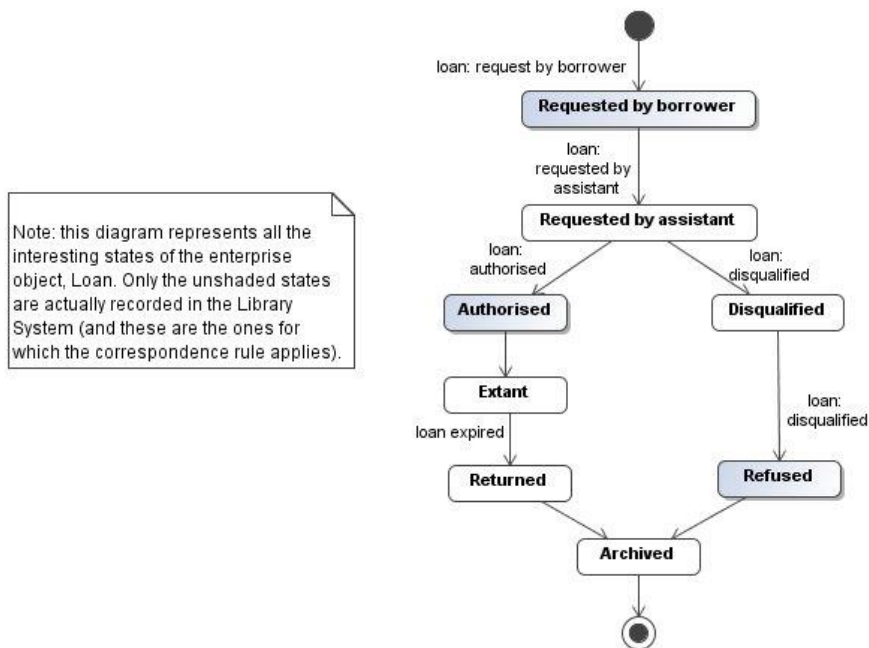 loan: request by borrower
Requested by borrower
loan:
requested by
assistant
Note: this diagram represents all the
interesting states of the enterprise
object, Loan. Only the unshaded states
are actually recorded in the Library
System (and these are the ones for
which the correspondence rule applies).
Requested by assistant
loan:
authorised
loan:
disqualified
Authorised
Disqualified
Extant
loan:
disqualified
loan expired
Returned
Refused
Archived